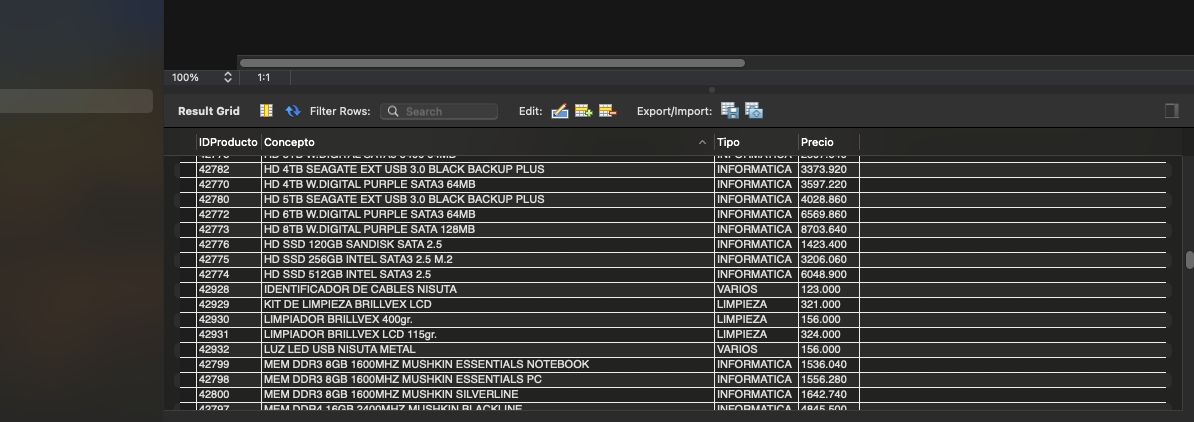 100% 1:1
Result Grid Filter Rows: Search Edit: Export/Import:
IDProducto Concepto Tipo Precio
HD W.DIGITAL SATA3 64MB INFORMATICA
42782 HD 4TB SEAGATE EXT USB 3.0 BLACK BACKUP PLUS INFORMATICA 3373.920
42770 HD 4TB W.DIGITAL PURPLE SATA3 64MB INFORMATICA 3597.220
42780 HD 5TB SEAGATE EXT USB 3.0 BLACK BACKUP PLUS INFORMATICA 4028.860
42772 HD 6TB W.DIGITAL PURPLE SATA3 64MB INFORMATICA 6569.860
42773 HD 8TB W.DIGITAL PURPLE SATA 128MB INFORMATICA 8703.640
42776 HD SSD 120GB SANDISK SATA 2.5 INFORMATICA 1423.400
42775 HD SSD 256GB INTEL SATA3 2.5 M.2 INFORMATICA 3206.060
42774 HD SSD 512GB INTEL SATA3 2.5 INFORMATICA 6048.900
42928 IDENTIFICADOR DE CABLES NISUTA VARIOS 123.000
42929 KIT DE LIMPIEZA BRILLVEX LCD LIMPIEZA 321.000
42930 LIMPIADOR BRILLVEX 400gr. LIMPIEZA 156.000
42931 LIMPIADOR BRILLVEX LCD 115gr. LIMPIEZA 324.000
42932 LUZ LED USB NISUTA METAL VARIOS 156.000
42799 MEM DDR3 8GB 1600MHZ MUSHKIN ESSENTIALS NOTEBOOK INFORMATICA 1536.040
42798 MEM DDR3 8GB 1600MHZ MUSHKIN ESSENTIALS PC INFORMATICA 1556.280
42800 MEM DDR3 8GB 1600MHZ MUSHKIN SILVERLINE INFORMATICA 1642.740
42797 MEM DDR4 16GB 2400MHZ MUSHKIN BLACKLINE INFORMATICA 4845.500